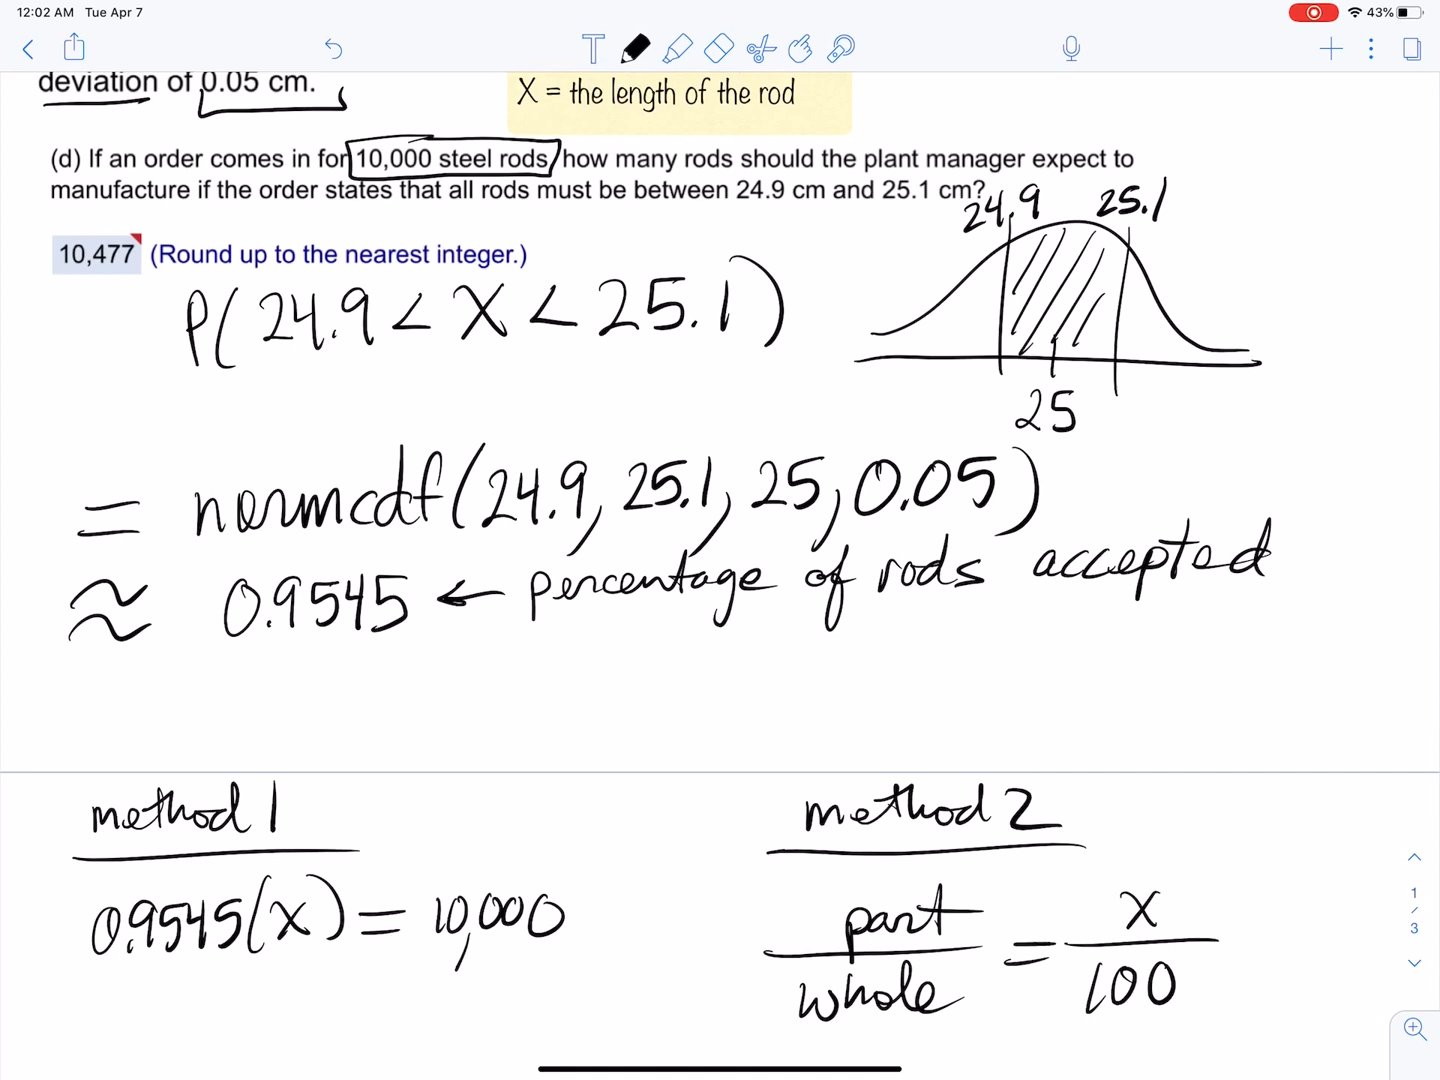 12:02 AM Tue Apr 7
43%
deviation of 0.05 cm.
X = the length of the rod
(d) If an order comes in for 10,000 steel rods, how many rods should the plant manager expect to
manufacture if the order states that all rods must be between 24.9 cm and 25.1 cm?
24.9 25.1
10,477 (Round up to the nearest integer.)
P(24.9 < X < 25.1)
25
= normcdf(24.9, 25.1, 25, 0.05)
≈ 0.9545 ← percentage of rods accepted
method 1
method 2
0.9545(x) = 10,000
part/whole = x/100
1
/
3